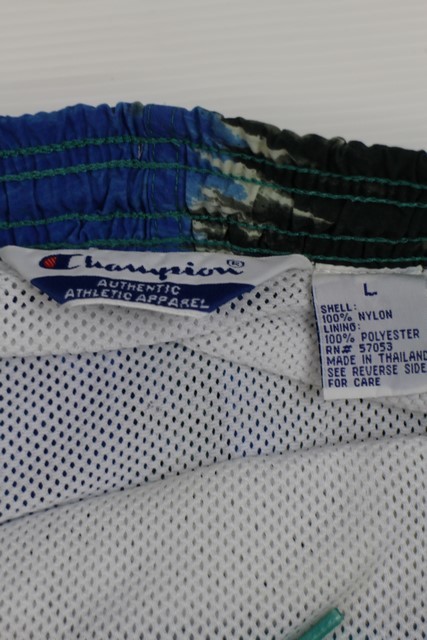 Champion®
AUTHENTIC
ATHLETIC APPAREL
L
SHELL:
100% NYLON
LINING:
100% POLYESTER
RN# 57053
MADE IN THAILAND
SEE REVERSE SIDE
FOR CARE